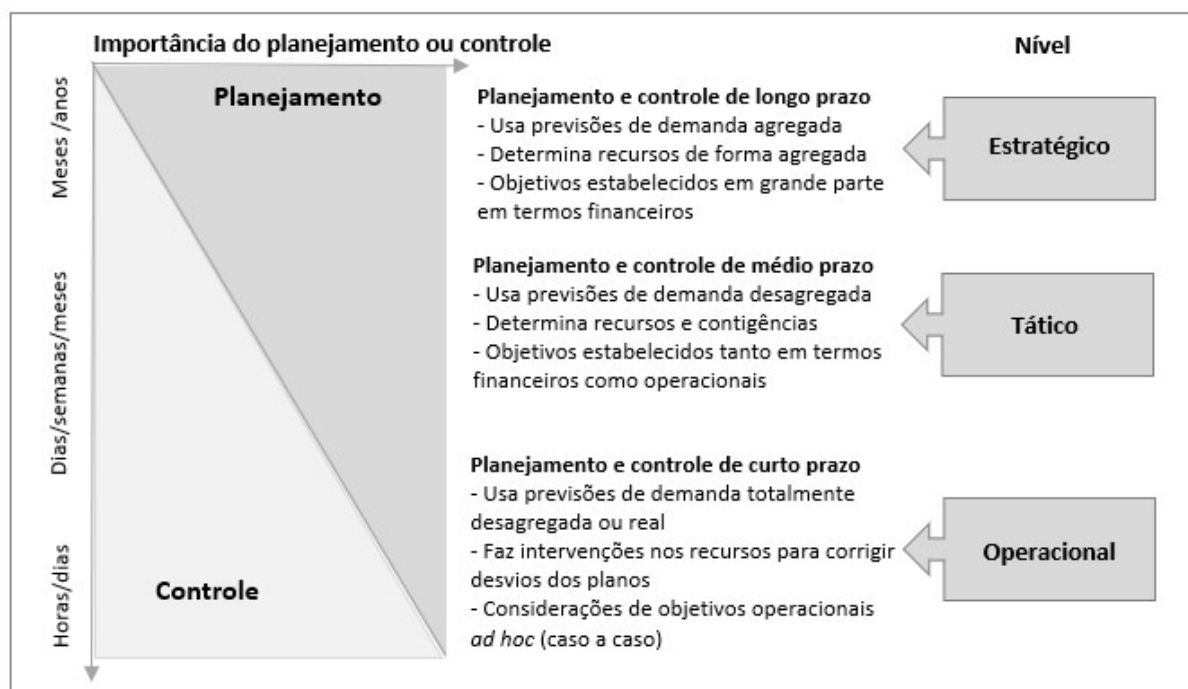 Importância do planejamento ou controle
Nível
Meses /anos
Planejamento
Planejamento e controle de longo prazo
- Usa previsões de demanda agregada
- Determina recursos de forma agregada
- Objetivos estabelecidos em grande parte
em termos financeiros
Estratégico
Dias/semanas/meses
Planejamento e controle de médio prazo
- Usa previsões de demanda desagregada
- Determina recursos e contigências
- Objetivos estabelecidos tanto em termos
financeiros como operacionais
Tático
Horas/dias
Controle
Planejamento e controle de curto prazo
- Usa previsões de demanda totalmente
desagregada ou real
- Faz intervenções nos recursos para corrigir
desvios dos planos
- Considerações de objetivos operacionais
ad hoc (caso a caso)
Operacional